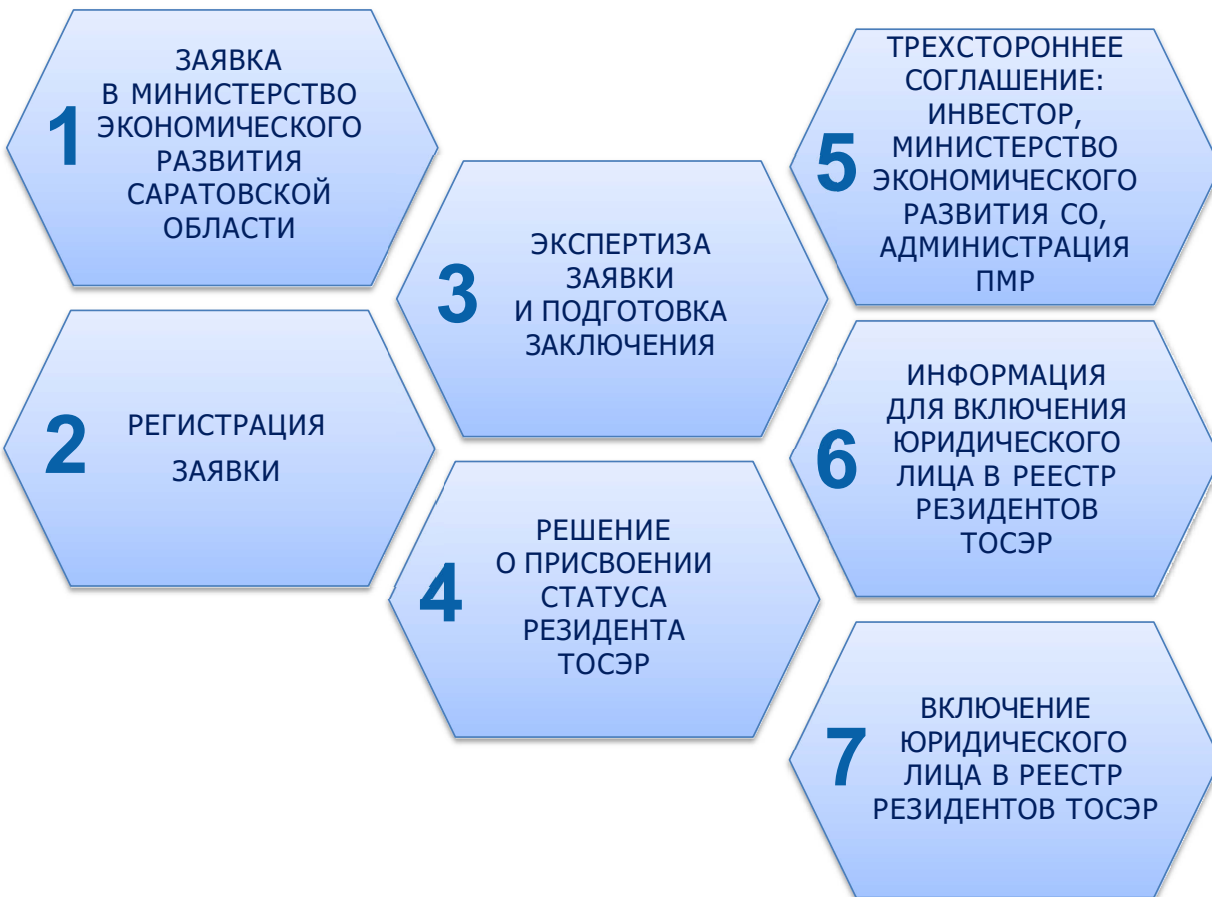 1
ЗАЯВКА
В МИНИСТЕРСТВО
ЭКОНОМИЧЕСКОГО
РАЗВИТИЯ
САРАТОВСКОЙ
ОБЛАСТИ
2
РЕГИСТРАЦИЯ
ЗАЯВКИ
3
ЭКСПЕРТИЗА
ЗАЯВКИ
И ПОДГОТОВКА
ЗАКЛЮЧЕНИЯ
4
РЕШЕНИЕ
О ПРИСВОЕНИИ
СТАТУСА
РЕЗИДЕНТА
ТОСЭР
5
ТРЕХСТОРОННЕЕ
СОГЛАШЕНИЕ:
ИНВЕСТОР,
МИНИСТЕРСТВО
ЭКОНОМИЧЕСКОГО
РАЗВИТИЯ СО,
АДМИНИСТРАЦИЯ
ПМР
6
ИНФОРМАЦИЯ
ДЛЯ ВКЛЮЧЕНИЯ
ЮРИДИЧЕСКОГО
ЛИЦА В РЕЕСТР
РЕЗИДЕНТОВ
ТОСЭР
7
ВКЛЮЧЕНИЕ
ЮРИДИЧЕСКОГО
ЛИЦА В РЕЕСТР
РЕЗИДЕНТОВ ТОСЭР